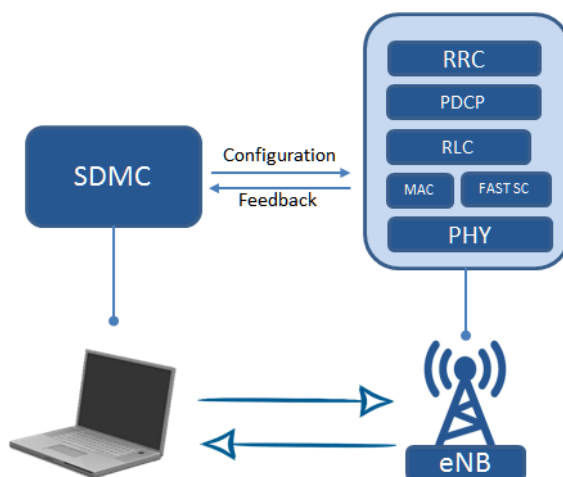 RRC
PDCP
RLC
MAC
FAST SC
PHY
SDMC
Configuration
Feedback
eNB